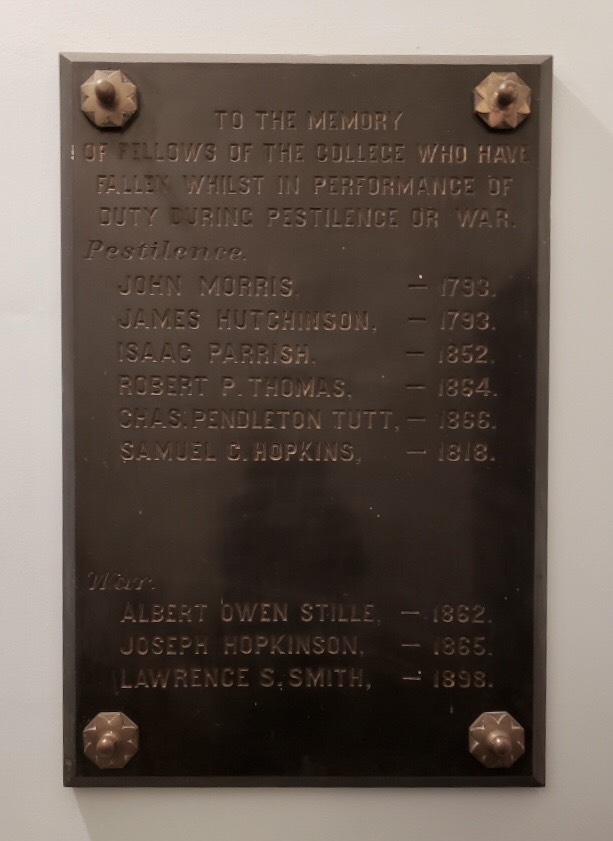 TO THE MEMORY
OF FELLOWS OF THE COLLEGE WHO HAVE
FALLEN WHILST IN PERFORMANCE OF
DUTY DURING PESTILENCE OR WAR.
Pestilence.
JOHN MORRIS, — 1793.
JAMES HUTCHINSON, — 1793.
ISAAC PARRISH. — 1852.
ROBERT P. THOMAS, — 1864.
CHAS. PENDLETON TUTT, — 1866.
SAMUEL C. HOPKINS, — 1818.
War.
ALBERT OWEN STILLE, — 1862.
JOSEPH HOPKINSON, — 1865.
LAWRENCE S. SMITH, — 1898.